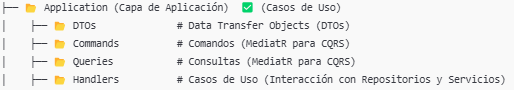 ├── 📂 Application (Capa de Aplicación) ✅ (Casos de Uso)
│   ├── 📂 DTOs # Data Transfer Objects (DTOs)
│   ├── 📂 Commands # Comandos (MediatR para CQRS)
│   ├── 📂 Queries # Consultas (MediatR para CQRS)
│   ├── 📂 Handlers # Casos de Uso (Interacción con Repositorios y Servicios)